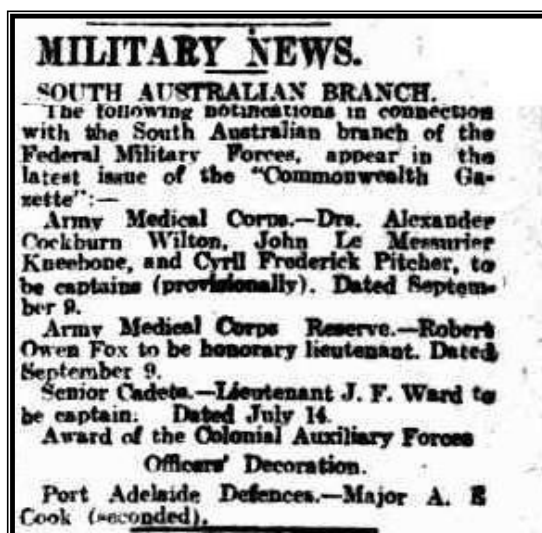 MILITARY NEWS.
SOUTH AUSTRALIAN BRANCH.
The following notifications in connection
with the South Australian branch of the
Federal Military Forces, appear in the
latest issue of the "Commonwealth Ga-
zette":—
Army Medical Corps.—Drs. Alexander
Cockburn Wilton, John Le Messurier
Kneebone, and Cyril Frederick Pitcher, to
be captains (provisionally). Dated Septem-
ber 9.
Army Medical Corps Reserve.—Robert
Owen Fox to be honorary lieutenant. Dated
September 9.
Senior Cadets.—Lieutenant J. F. Ward to
be captain. Dated July 14.
Award of the Colonial Auxiliary Forces
Officers' Decoration.
Port Adelaide Defences.—Major A. E
Cook (seconded).